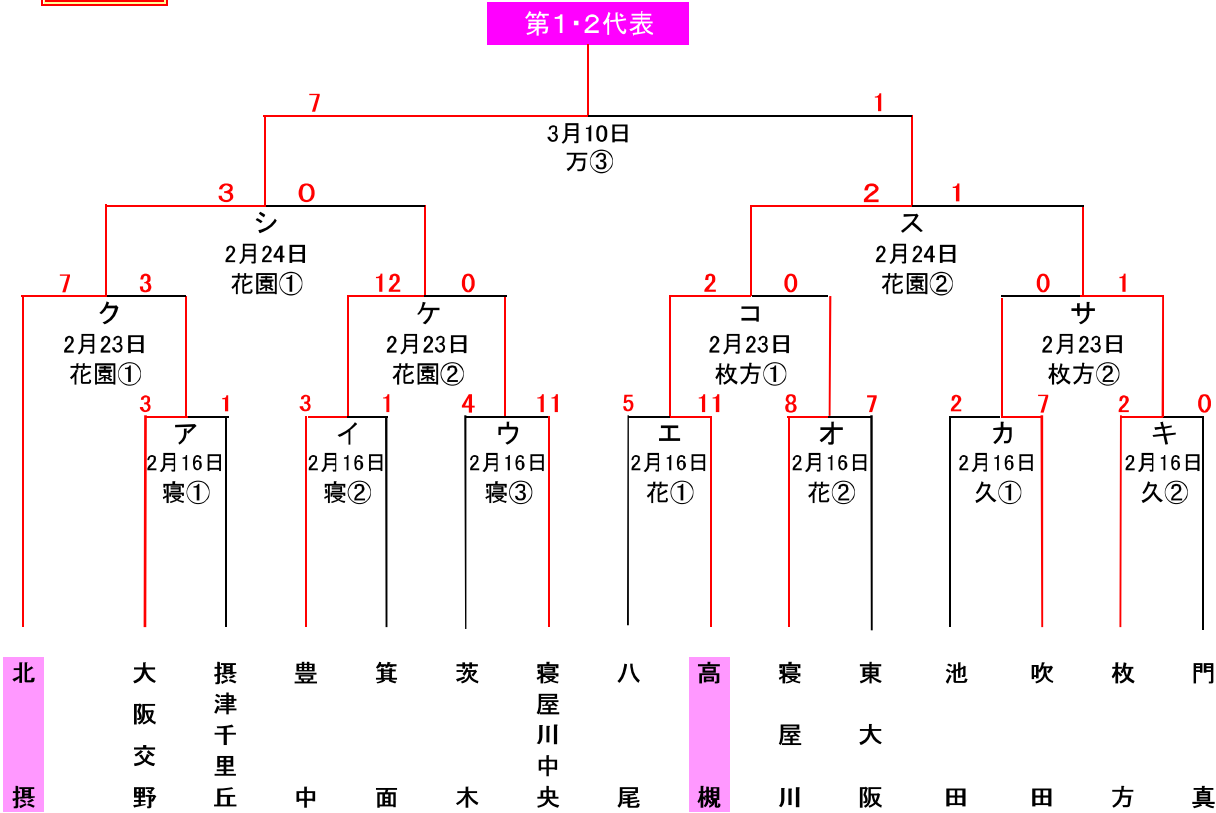 第1・2代表
7 1
3月10日
万③
3 0 2 1
シ ス
2月24日 2月24日
花園① 花園②
7 3 12 0 2 0 0 1
ク ケ コ サ
2月23日 2月23日 2月23日 2月23日
花園① 花園② 枚方① 枚方②
3 1 3 1 4 11 5 11 8 7 2 7 2 0
ア イ ウ エ オ カ キ
2月16日 2月16日 2月16日 2月16日 2月16日 2月16日 2月16日
寝① 寝② 寝③ 花① 花② 久① 久②
北摂
大阪交野
摂津千里丘
豊中
箕面
茨木
寝屋川中央
八尾
高槻
寝屋川
東大阪
池田
吹田
枚方
門真